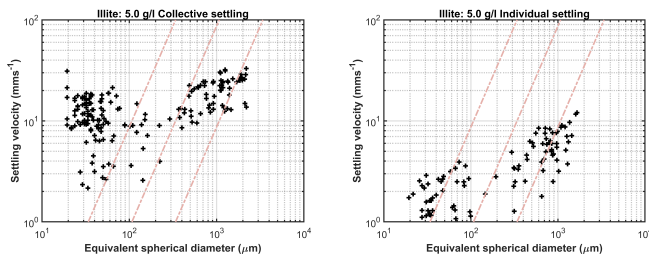 Illite: 5.0 g/l Collective settling
Settling velocity (mms⁻¹)
10²
10¹
10⁰
10¹
10²
10³
10⁴
Equivalent spherical diameter (μm)
Illite: 5.0 g/l Individual settling
Settling velocity (mms⁻¹)
10²
10¹
10⁰
10¹
10²
10³
Equivalent spherical diameter (μm)